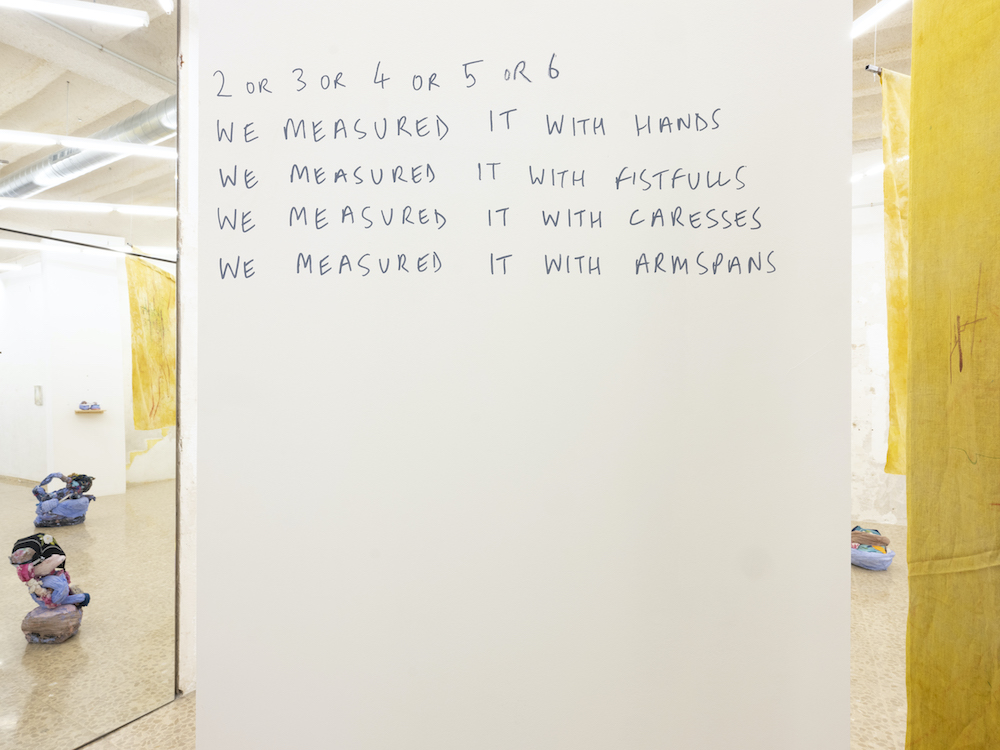 2 OR 3 OR 4 OR 5 OR 6
WE MEASURED IT WITH HANDS
WE MEASURED IT WITH FISTFULLS
WE MEASURED IT WITH CARESSES
WE MEASURED IT WITH ARMSPANS